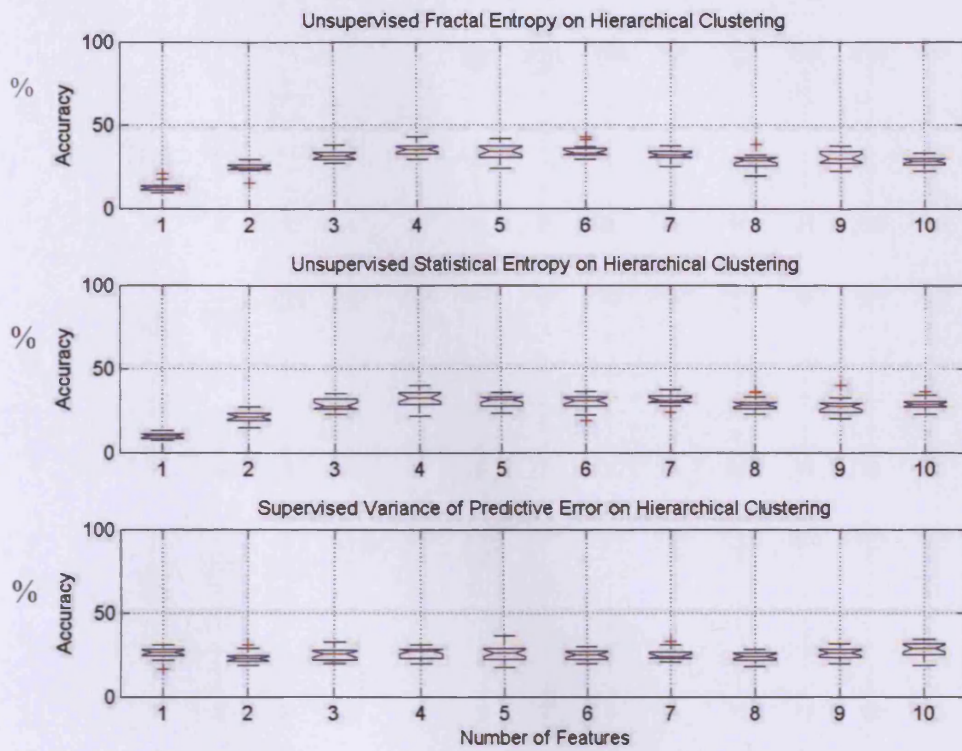 Unsupervised Fractal Entropy on Hierarchical Clustering
100
%
Accuracy
50
0
1 2 3 4 5 6 7 8 9 10
Unsupervised Statistical Entropy on Hierarchical Clustering
100
%
Accuracy
50
0
1 2 3 4 5 6 7 8 9 10
Supervised Variance of Predictive Error on Hierarchical Clustering
100
%
Accuracy
50
0
1 2 3 4 5 6 7 8 9 10
Number of Features